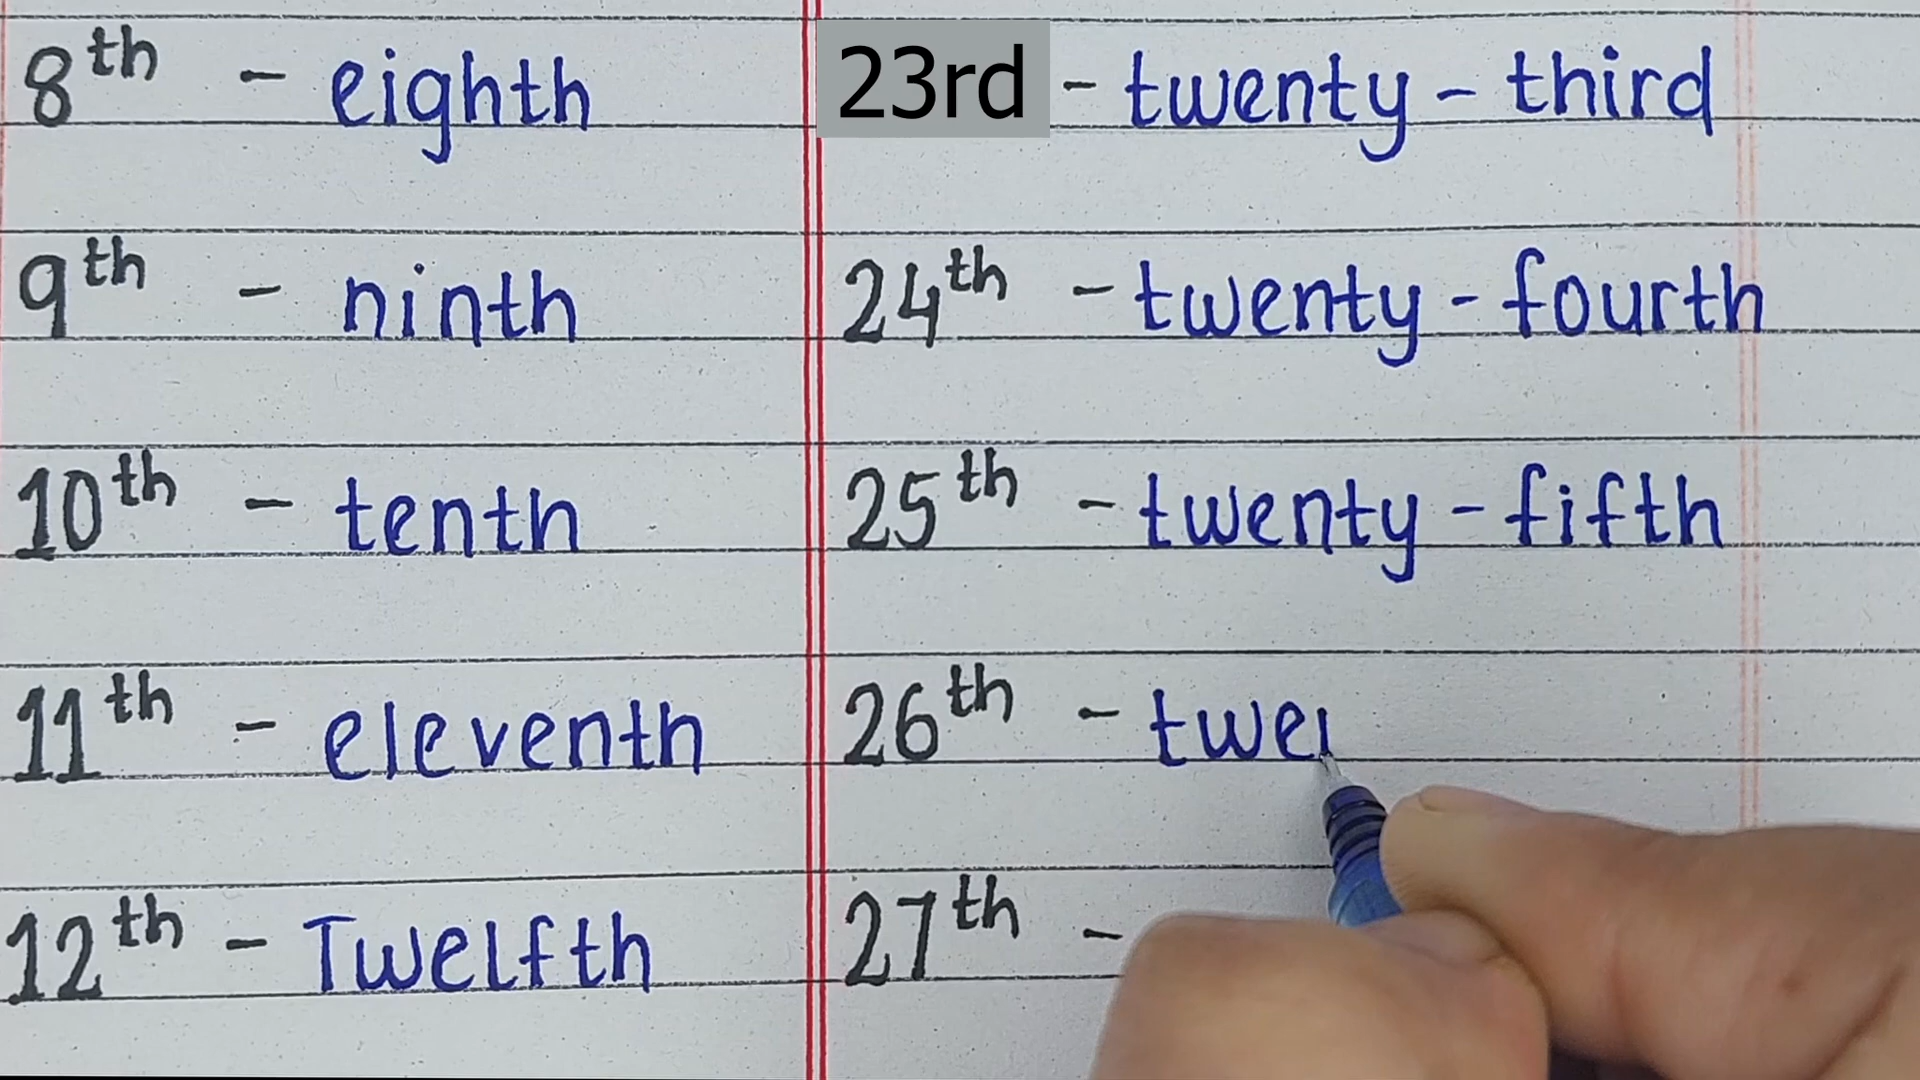 8th - eighth
9th - ninth
10th - tenth
11th - eleventh
12th - Twelfth
23rd - twenty - third
24th - twenty - fourth
25th - twenty - fifth
26th - twe
27th -